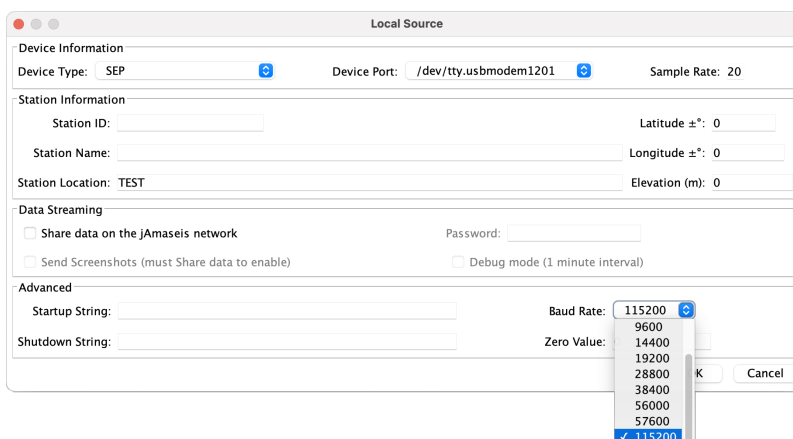 Local Source
Device Information
Device Type: SEP Device Port: /dev/tty.usbmodem1201 Sample Rate: 20
Station Information
Station ID: Latitude ±°: 0
Station Name: Longitude ±°: 0
Station Location: TEST Elevation (m): 0
Data Streaming
Share data on the jAmaseis network Password:
Send Screenshots (must Share data to enable) Debug mode (1 minute interval)
Advanced
Startup String: Baud Rate: 115200
9600
Shutdown String: Zero Value: 14400
19200
28800 Cancel
38400
56000
57600
✓ 115200